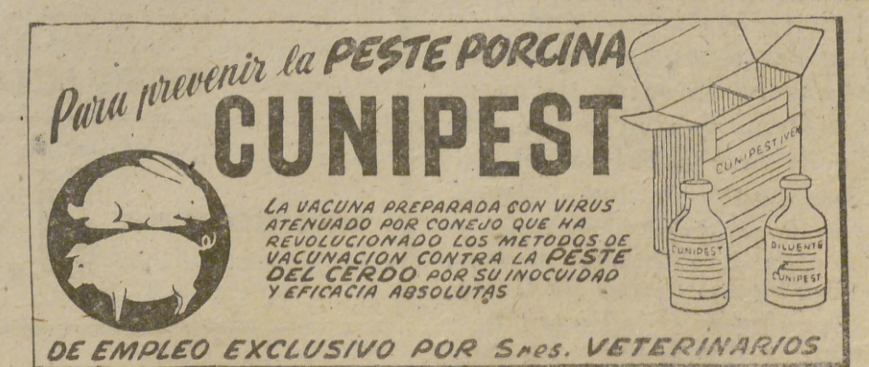 Para prevenir la PESTE PORCINA
CUNIPEST
LA VACUNA PREPARADA CON VIRUS
ATENUADO POR CONEJO QUE HA
REVOLUCIONADO LOS METODOS DE
VACUNACION CONTRA LA PESTE
DEL CERDO POR SU INOCUIDAD
Y EFICACIA ABSOLUTAS
CUNIPEST IVEN
CUNIPEST
DILUENTE
CUNIPEST
DE EMPLEO EXCLUSIVO POR Sres. VETERINARIOS